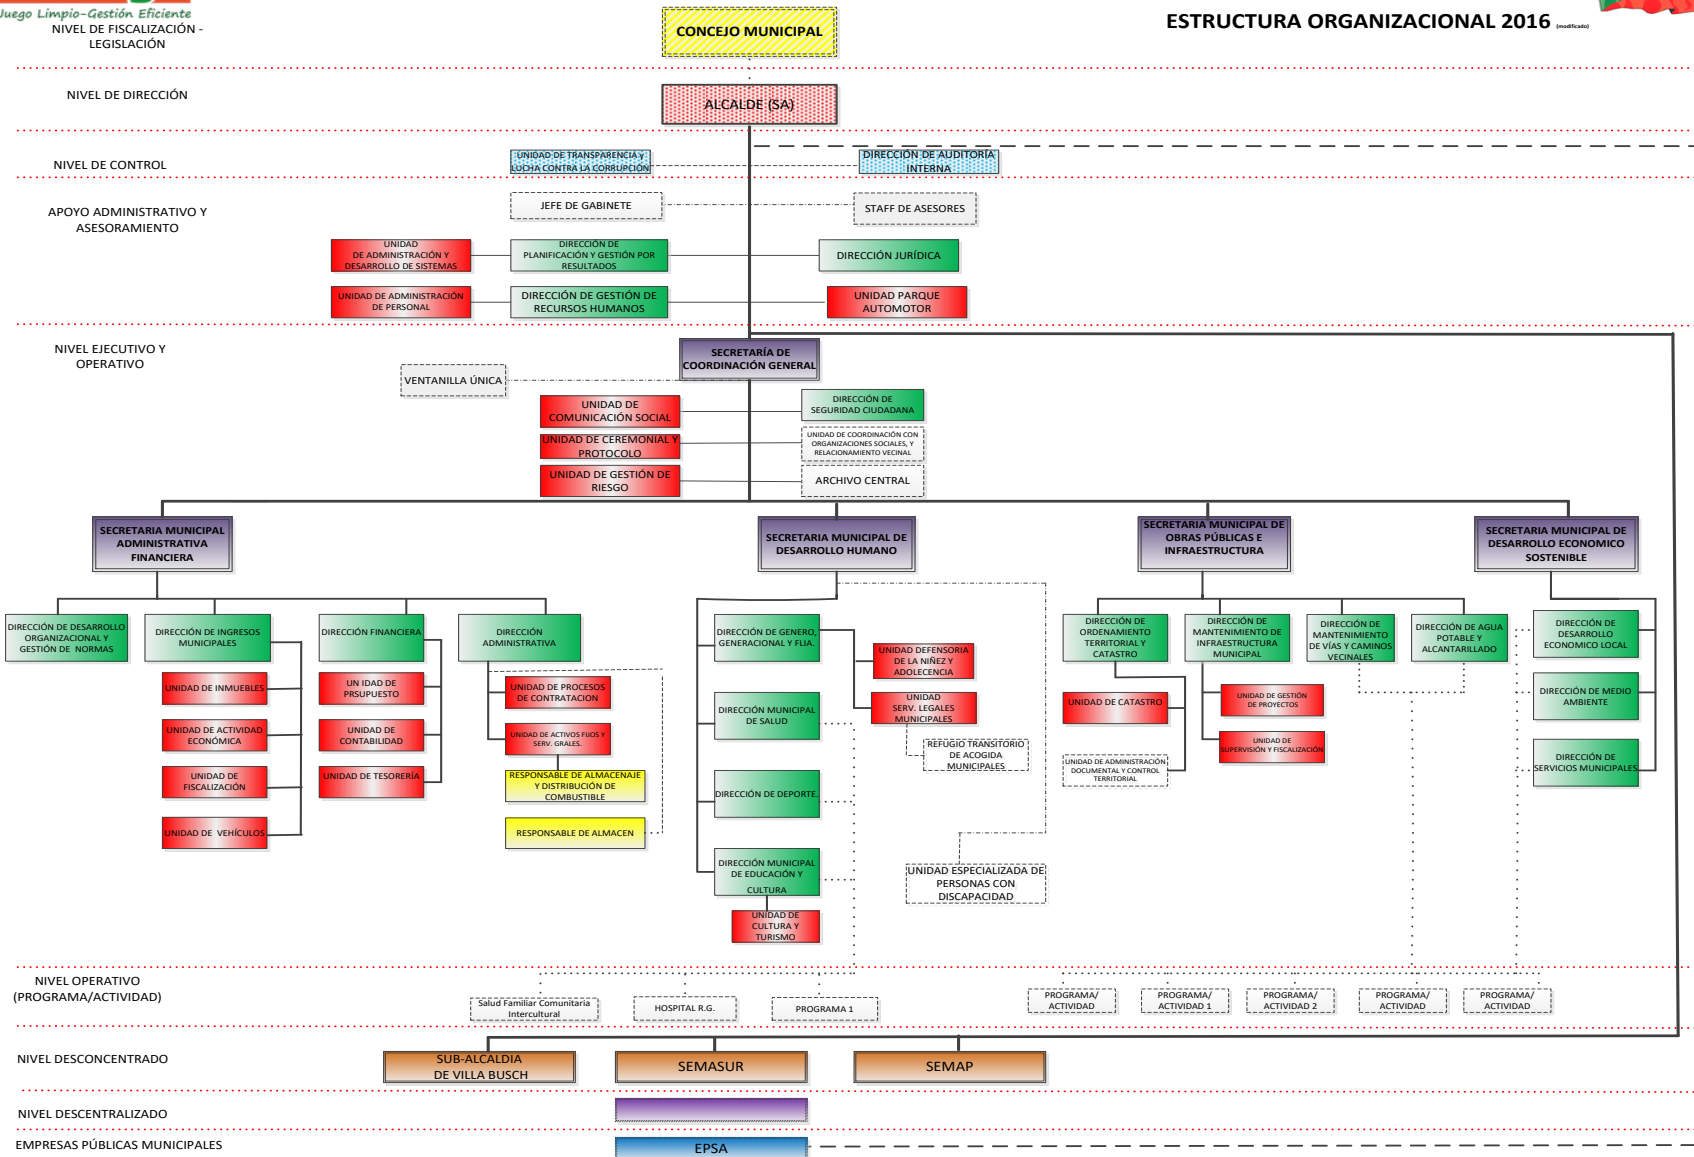 Juego Limpio-Gestión Eficiente
NIVEL DE FISCALIZACIÓN -
LEGISLACIÓN
CONCEJO MUNICIPAL
ESTRUCTURA ORGANIZACIONAL 2016 (modificado)
NIVEL DE DIRECCIÓN
ALCALDE (SA)
NIVEL DE CONTROL
UNIDAD DE TRANSPARENCIA y
LUCHA CONTRA LA CORRUPCIÓN
DIRECCIÓN DE AUDITORÍA
INTERNA
APOYO ADMINISTRATIVO Y
ASESORAMIENTO
JEFE DE GABINETE
STAFF DE ASESORES
UNIDAD
DE ADMINISTRACIÓN Y
DESARROLLO DE SISTEMAS
DIRECCIÓN DE
PLANIFICACIÓN Y GESTIÓN POR
RESULTADOS
DIRECCIÓN JURÍDICA
UNIDAD DE ADMINISTRACIÓN
DE PERSONAL
DIRECCIÓN DE GESTIÓN DE
RECURSOS HUMANOS
UNIDAD PARQUE
AUTOMOTOR
NIVEL EJECUTIVO Y
OPERATIVO
SECRETARÍA DE
COORDINACIÓN GENERAL
VENTANILLA ÚNICA
UNIDAD DE
COMUNICACIÓN SOCIAL
DIRECCIÓN DE
SEGURIDAD CIUDADANA
UNIDAD DE CEREMONIAL Y
PROTOCOLO
UNIDAD DE COORDINACIÓN CON
ORGANIZACIONES SOCIALES, Y
RELACIONAMIENTO VECINAL
UNIDAD DE GESTIÓN DE
RIESGO
ARCHIVO CENTRAL
SECRETARIA MUNICIPAL
ADMINISTRATIVA
FINANCIERA
SECRETARIA MUNICIPAL DE
DESARROLLO HUMANO
SECRETARIA MUNICIPAL DE
OBRAS PÚBLICAS E
INFRAESTRUCTURA
SECRETARIA MUNICIPAL DE
DESARROLLO ECONOMICO
SOSTENIBLE
DIRECCIÓN DE DESARROLLO
ORGANIZACIONAL Y
GESTIÓN DE NORMAS
DIRECCIÓN DE INGRESOS
MUNICIPALES
DIRECCIÓN FINANCIERA
DIRECCIÓN
ADMINISTRATIVA
DIRECCIÓN DE GENERO,
GENERACIONAL Y FLIA.
DIRECCIÓN DE
ORDENAMIENTO
TERRITORIAL Y
CATASTRO
DIRECCIÓN DE
MANTENIMIENTO DE
INFRAESTRUCTURA
MUNICIPAL
DIRECCIÓN DE
MANTENIMIENTO
DE VÍAS Y CAMINOS
VECINALES
DIRECCIÓN DE AGUA
POTABLE Y
ALCANTARILLADO
DIRECCIÓN DE
DESARROLLO
ECONOMICO LOCAL
UNIDAD DE INMUEBLES
UN IDAD DE
PRSUPUESTO
UNIDAD DE PROCESOS
DE CONTRATACION
UNIDAD DEFENSORIA
DE LA NIÑEZ Y
ADOLECENCIA
UNIDAD
SERV. LEGALES
MUNICIPALES
UNIDAD DE CATASTRO
UNIDAD DE GESTIÓN
DE PROYECTOS
DIRECCIÓN DE MEDIO
AMBIENTE
UNIDAD DE ACTIVIDAD
ECONÓMICA
UNIDAD DE
CONTABILIDAD
UNIDAD DE ACTIVOS FIJOS Y
SERV. GRALES.
DIRECCIÓN MUNICIPAL
DE SALUD
REFUGIO TRANSITORIO
DE ACOGIDA
MUNICIPALES
UNIDAD DE
SUPERVISIÓN Y FISCALIZACIÓN
UNIDAD DE ADMINISTRACIÓN
DOCUMENTAL Y CONTROL
TERRITORIAL
DIRECCIÓN DE
SERVICIOS MUNICIPALES
UNIDAD DE
FISCALIZACIÓN
UNIDAD DE TESORERÍA
RESPONSABLE DE ALMACENAJE
Y DISTRIBUCIÓN DE
COMBUSTIBLE
DIRECCIÓN DE DEPORTE.
UNIDAD DE VEHÍCULOS
RESPONSABLE DE ALMACEN
DIRECCIÓN MUNICIPAL
DE EDUCACIÓN Y
CULTURA
UNIDAD ESPECIALIZADA DE
PERSONAS CON
DISCAPACIDAD
UNIDAD DE
CULTURA Y
TURISMO
NIVEL OPERATIVO
(PROGRAMA/ACTIVIDAD)
Salud Familiar Comunitaria
Intercultural
HOSPITAL R.G.
PROGRAMA 1
PROGRAMA/
ACTIVIDAD
PROGRAMA/
ACTIVIDAD 1
PROGRAMA/
ACTIVIDAD 2
PROGRAMA/
ACTIVIDAD
PROGRAMA/
ACTIVIDAD
NIVEL DESCONCENTRADO
SUB-ALCALDIA
DE VILLA BUSCH
SEMASUR
SEMAP
NIVEL DESCENTRALIZADO
EMPRESAS PÚBLICAS MUNICIPALES
EPSA